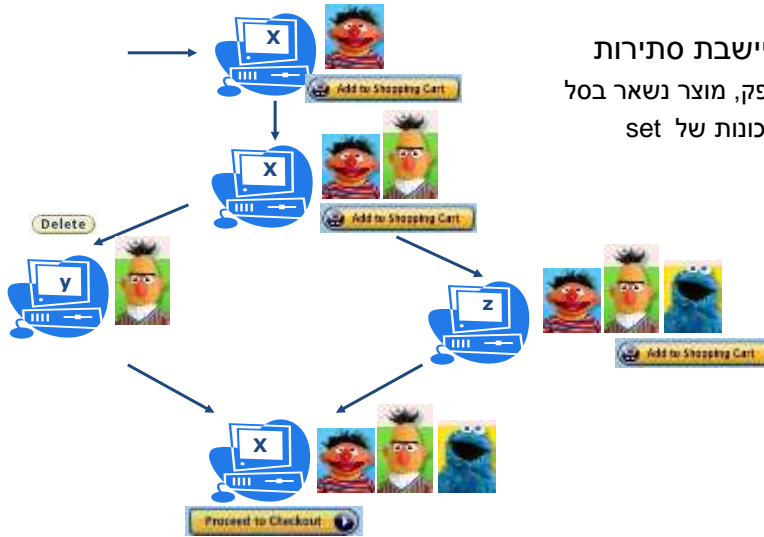 יישבת סתירות
פק, מוצר נשאר בסל
כונות של set
X
Add to Shopping Cart
X
Add to Shopping Cart
Delete
y
z
Add to Shopping Cart
X
Proceed to Checkout